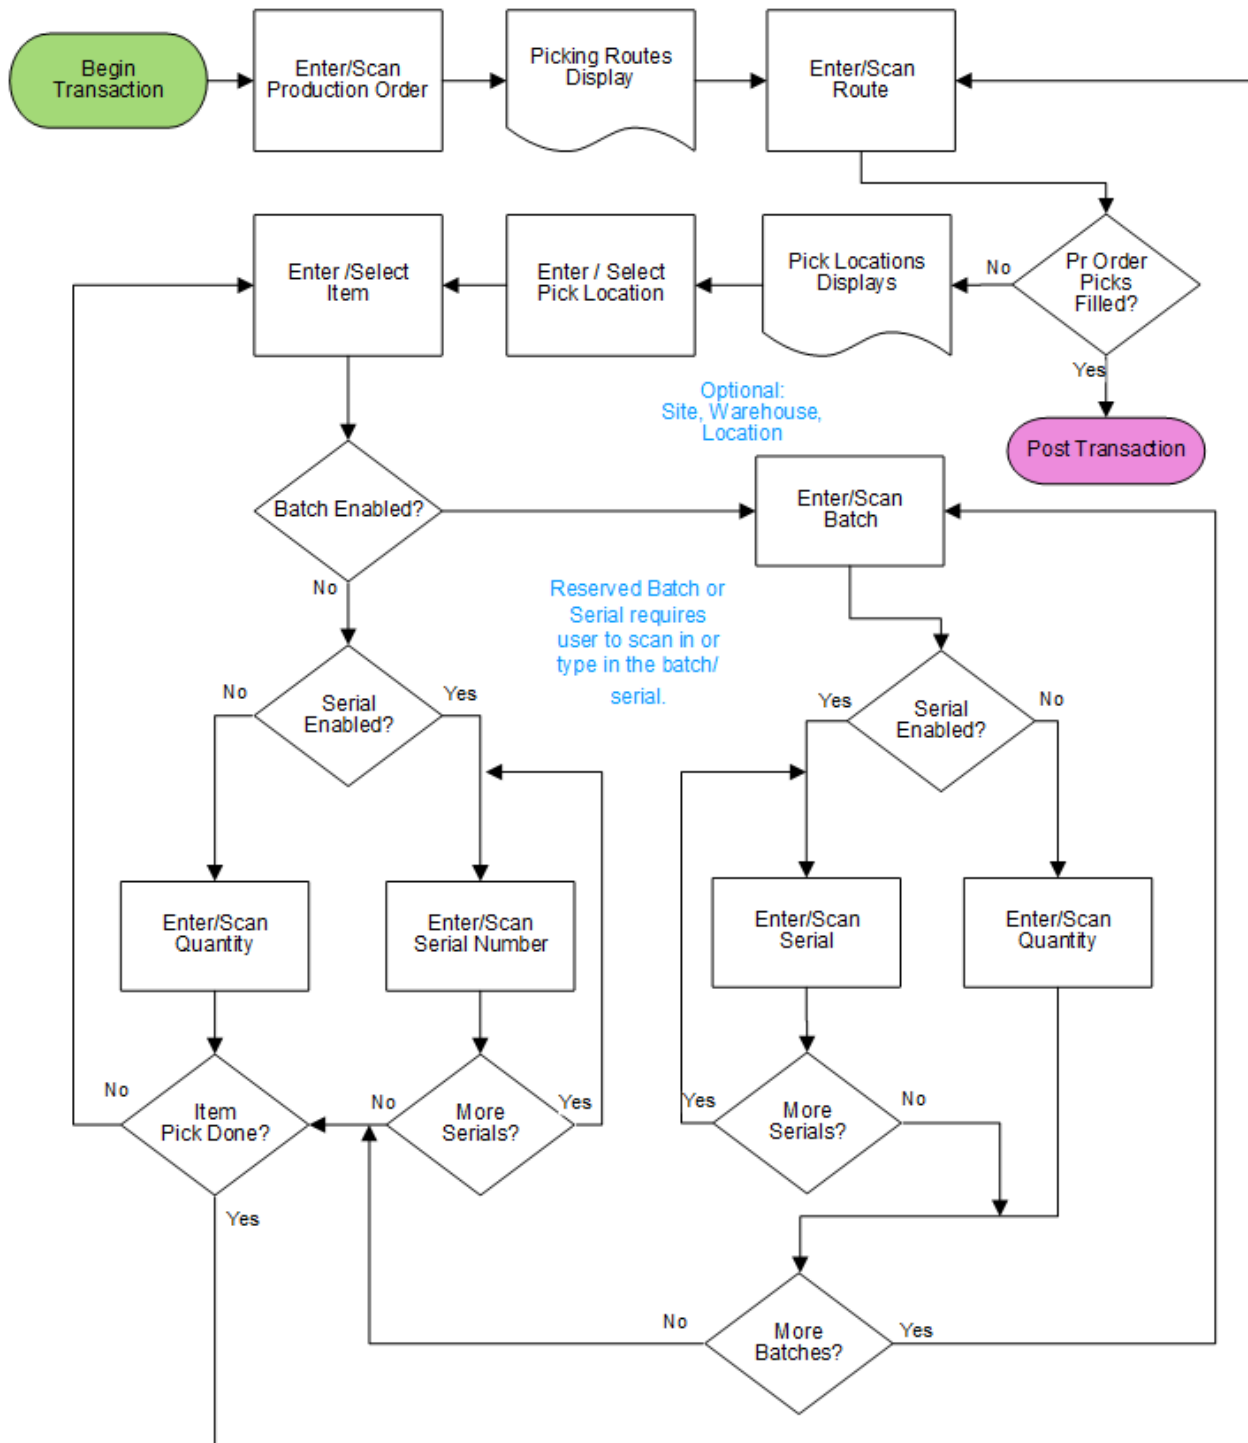 Begin
Transaction
Enter/Scan
Production Order
Picking Routes
Display
Enter/Scan
Route
Enter /Select
Item
Enter / Select
Pick Location
Pick Locations
Displays
No
Pr Order
Picks
Filled?
Yes
Optional:
Site, Warehouse,
Location
Post Transaction
Batch Enabled?
Enter/Scan
Batch
No
Reserved Batch or
Serial requires
user to scan in or
type in the batch/
serial.
No
Serial
Enabled?
Yes
Yes
Serial
Enabled?
No
Enter/Scan
Quantity
Enter/Scan
Serial Number
Enter/Scan
Serial
Enter/Scan
Quantity
No
Item
Pick Done?
No
More
Serials?
Yes
Yes
More
Serials?
No
Yes
No
More
Batches?
Yes